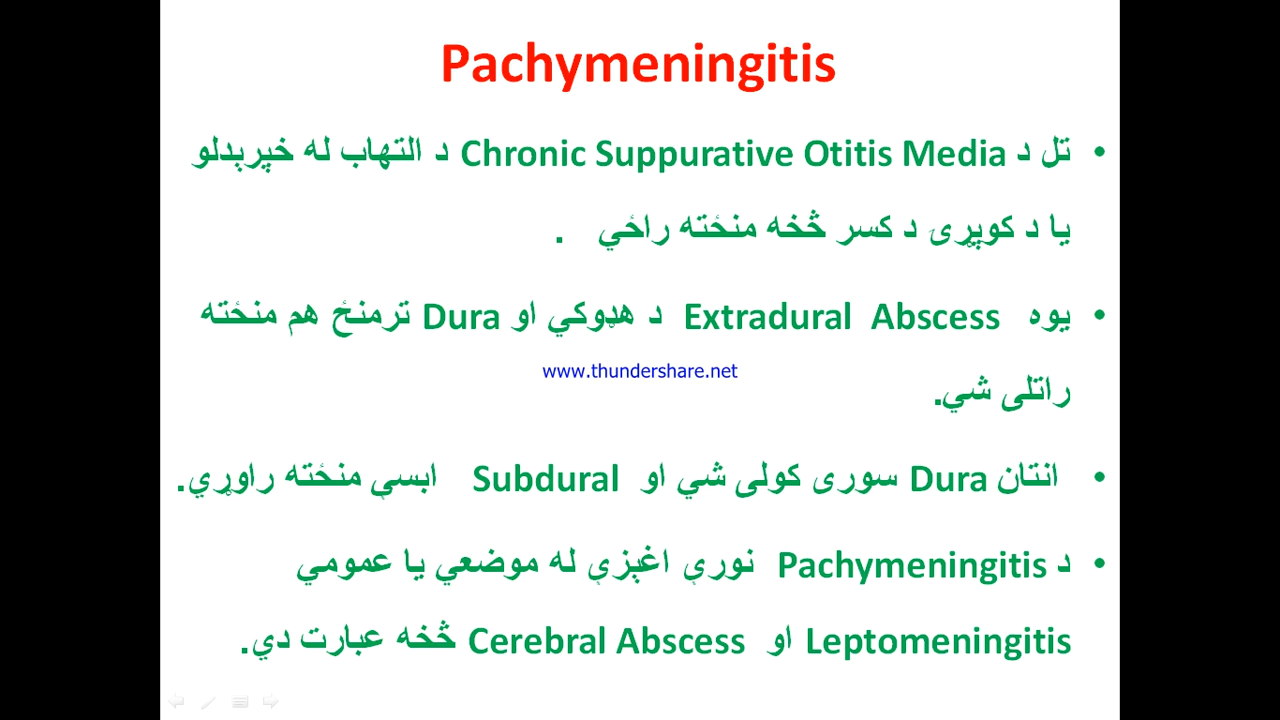 Pachymeningitis
• تل د Chronic Suppurative Otitis Media د التهاب له خپرېدلو
یا د کوپړۍ د کسر څخه منځته راځي .
• یوه Extradural Abscess د هډوکي او Dura ترمنځ هم منځته
www.thundershare.net
راتلی شي.
• انتان Dura سوری کولی شي او Subdural ابسې منځته راوړي.
• د Pachymeningitis نورې اغېزې له موضعي یا عمومي
Leptomeningitis او Cerebral Abscess څخه عبارت دي.